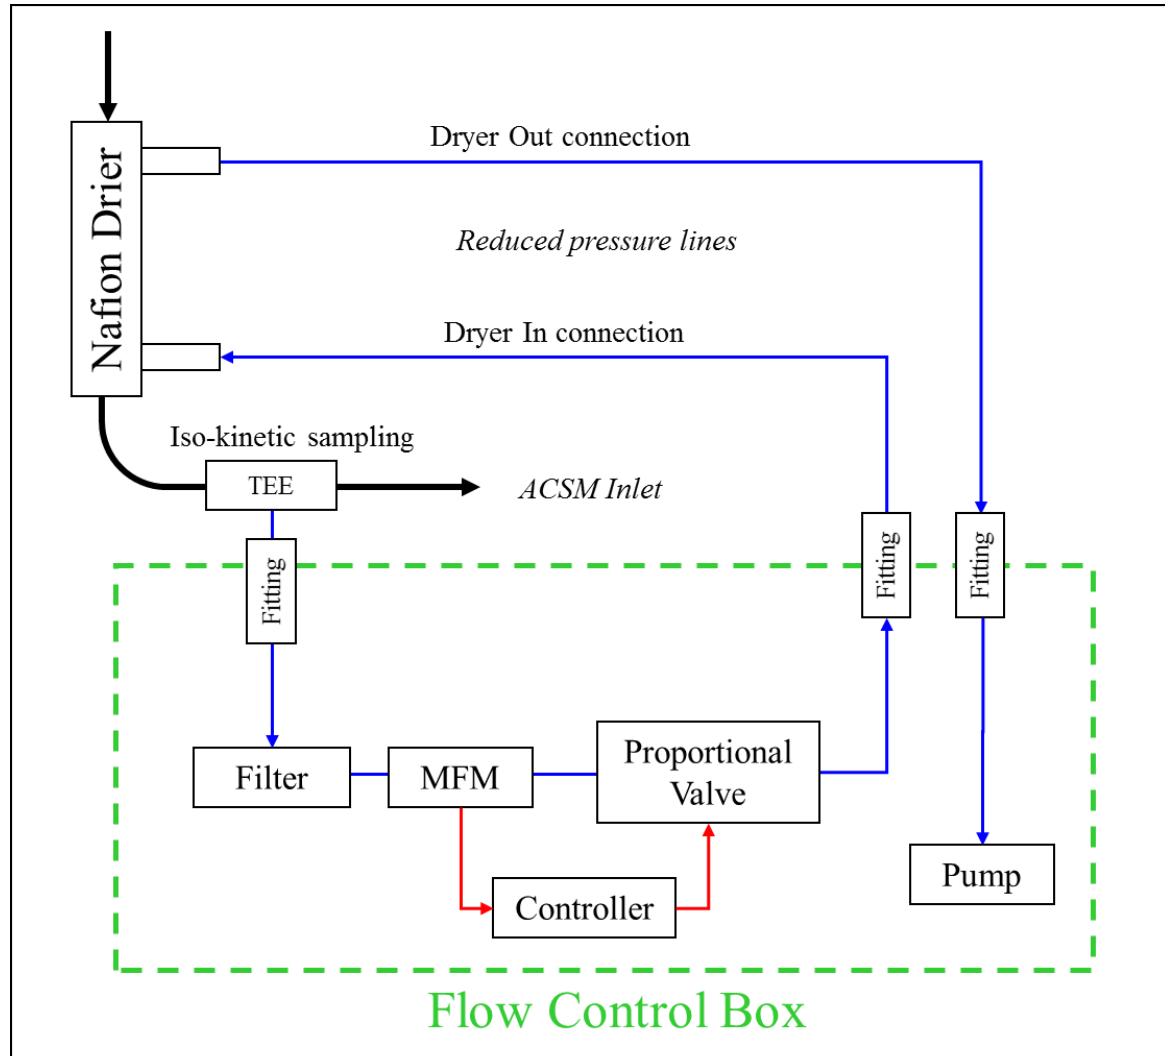 Dryer Out connection
Nafion Drier
Reduced pressure lines
Dryer In connection
Iso-kinetic sampling
TEE
ACSM Inlet
Fitting
Fitting
Fitting
Filter
MFM
Proportional
Valve
Controller
Pump
Flow Control Box